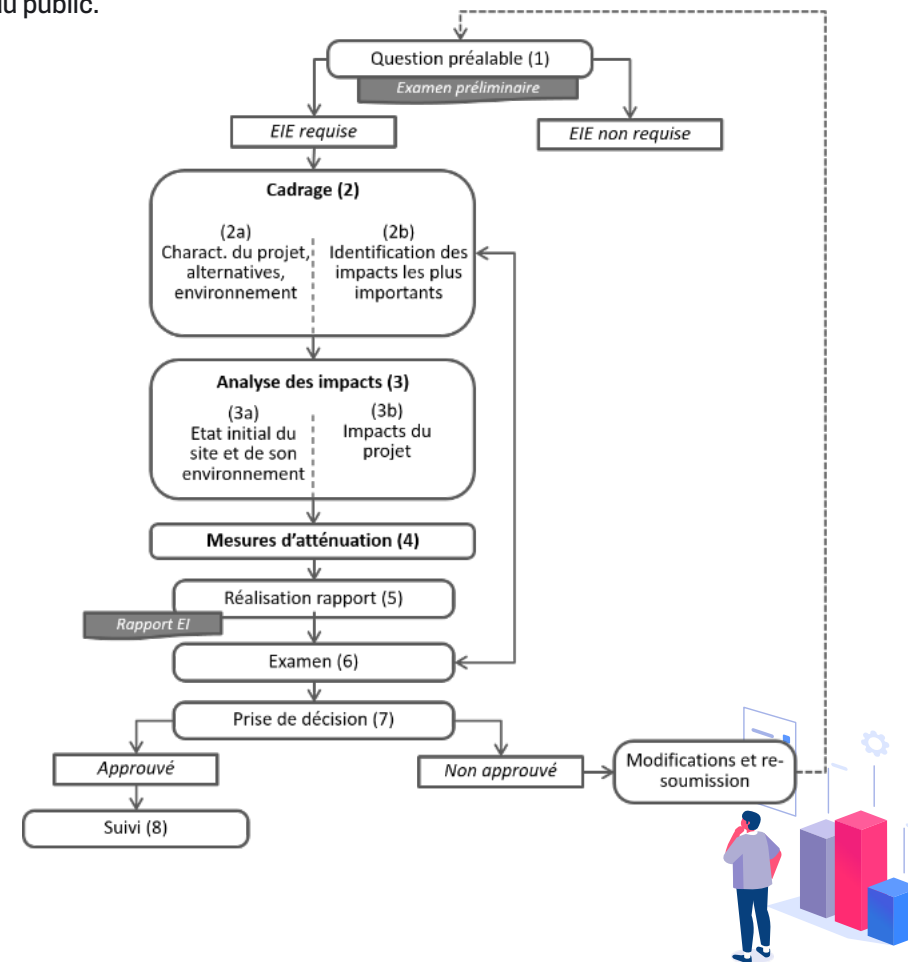 du public.
Question préalable (1)
Examen préliminaire
EIE requise
EIE non requise
Cadrage (2)
(2a)
Charact. du projet,
alternatives,
environnement
(2b)
Identification des
impacts les plus
importants
Analyse des impacts (3)
(3a)
Etat initial du
site et de son
environnement
(3b)
Impacts du
projet
Mesures d'atténuation (4)
Réalisation rapport (5)
Rapport EI
Examen (6)
Prise de décision (7)
Approuvé
Non approuvé
Modifications et re-
soumission
Suivi (8)